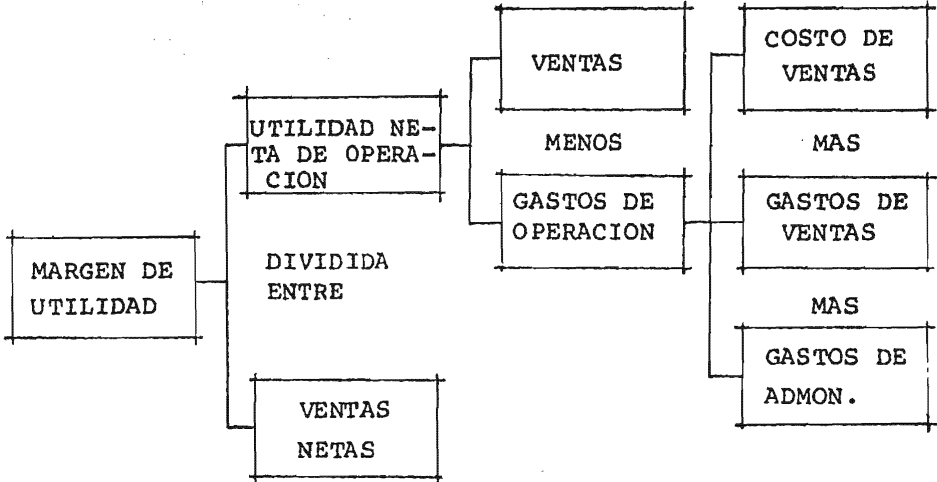 MARGEN DE
UTILIDAD
UTILIDAD NE-
TA DE OPERA-
CION
DIVIDIDA
ENTRE
VENTAS
NETAS
VENTAS
MENOS
GASTOS DE
OPERACION
COSTO DE
VENTAS
MAS
GASTOS DE
VENTAS
MAS
GASTOS DE
ADMON.